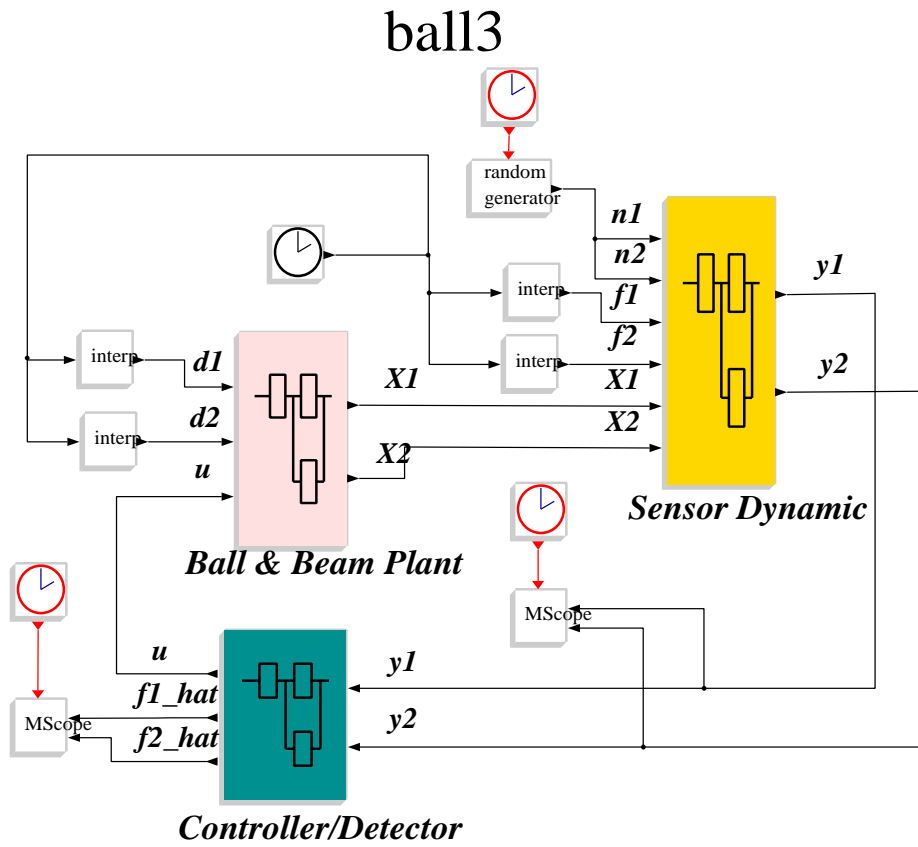 ball3
random
generator
n1
n2
y1
interp
f1
f2
interp
d1
X1
interp
X1
y2
interp
d2
X2
X2
u
Sensor Dynamic
Ball & Beam Plant
MScope
u
y1
f1_hat
MScope
y2
f2_hat
Controller/Detector